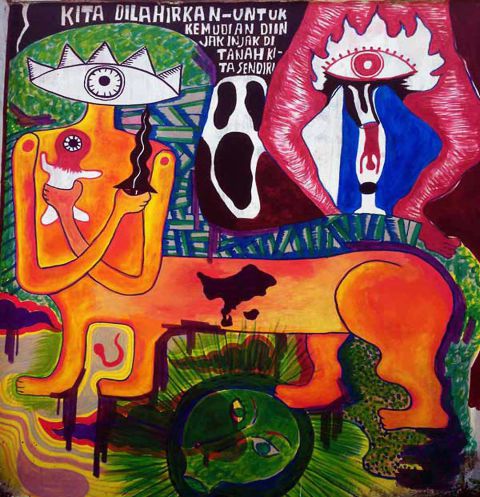 KITA DILAHIRKAN-UNTUK
KEMUDIAN DIIN
JAK INJAK DI
TANAH KI-
TA SENDIRI